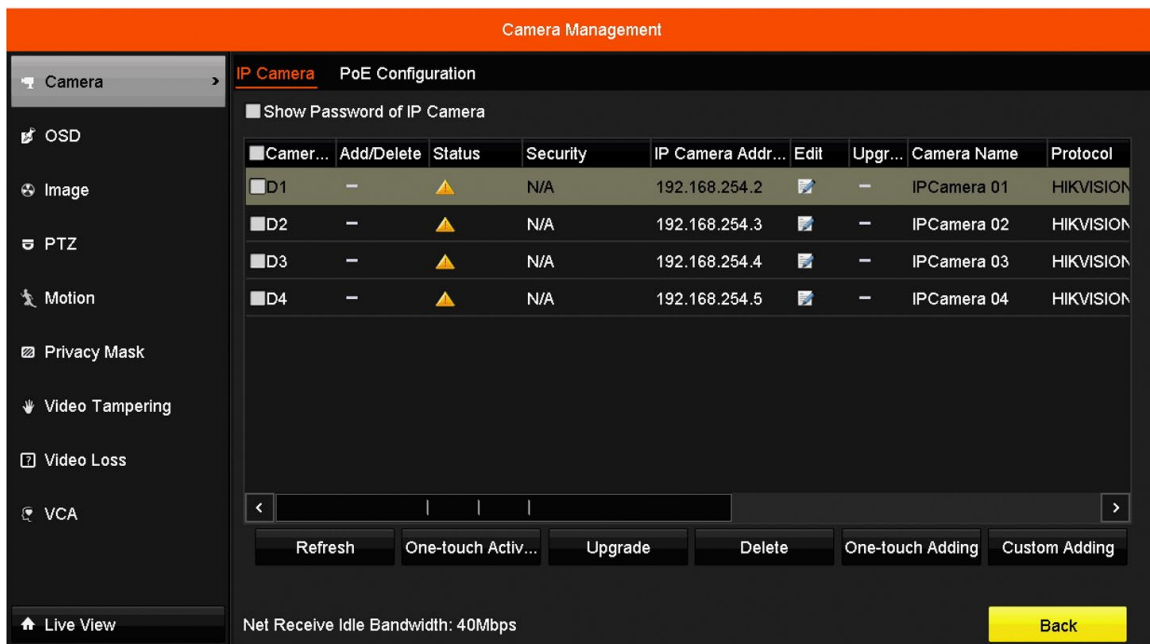 Camera Management
Camera
OSD
Image
PTZ
Motion
Privacy Mask
Video Tampering
Video Loss
VCA
Live View
IP Camera PoE Configuration
Show Password of IP Camera
Camer... Add/Delete Status Security IP Camera Addr... Edit Upgr... Camera Name Protocol
D1 – N/A 192.168.254.2 – IPCamera 01 HIKVISION
D2 – N/A 192.168.254.3 – IPCamera 02 HIKVISION
D3 – N/A 192.168.254.4 – IPCamera 03 HIKVISION
D4 – N/A 192.168.254.5 – IPCamera 04 HIKVISION
Refresh One-touch Activ... Upgrade Delete One-touch Adding Custom Adding
Net Receive Idle Bandwidth: 40Mbps
Back